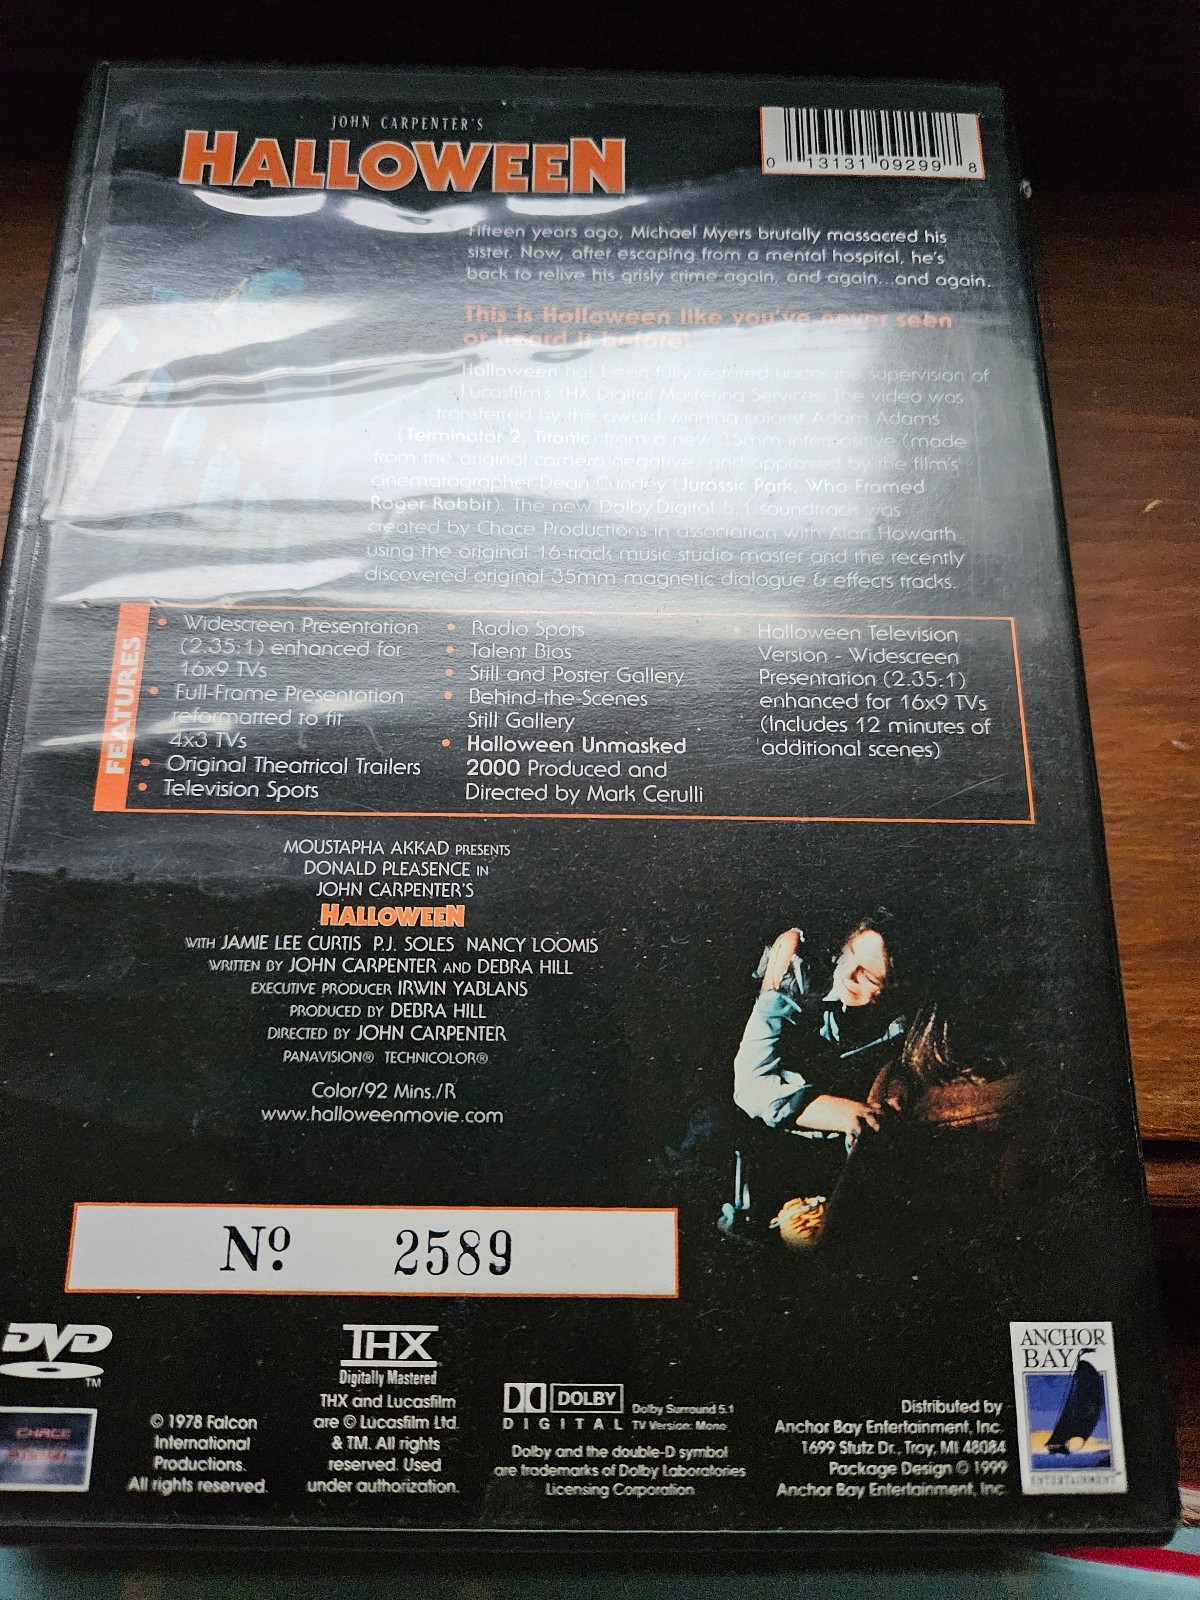 JOHN CARPENTER'S
HALLOWEEN
0 13131 09299 8
Fifteen years ago, Michael Myers brutally massacred his
sister. Now, after escaping from a mental hospital, he's
back to relive his grisly crime again, and again...and again.
This is Halloween like you've never seen
or heard it before!
Halloween has been fully restored under the supervision of
Lucasfilm's THX Digital Mastering Services. The video was
transferred by the award winning colorist Adam Adams
(Terminator 2, Titanic) from a new 35mm interpositive (made
from the original camera negative) and approved by the film's
cinematographer Dean Cundey (Jurassic Park, Who Framed
Roger Rabbit). The new Dolby Digital 5.1 soundtrack was
created by Chace Productions in association with Alan Howarth
using the original 16-track music studio master and the recently
discovered original 35mm magnetic dialogue & effects tracks.
FEATURES
• Widescreen Presentation
(2.35:1) enhanced for
16x9 TVs
• Full-Frame Presentation
reformatted to fit
4x3 TVs
• Original Theatrical Trailers
• Television Spots
• Radio Spots
• Talent Bios
• Still and Poster Gallery
• Behind-the-Scenes
Still Gallery
• Halloween Unmasked
2000 Produced and
Directed by Mark Cerulli
• Halloween Television
Version - Widescreen
Presentation (2.35:1)
enhanced for 16x9 TVs
(Includes 12 minutes of
additional scenes)
MOUSTAPHA AKKAD PRESENTS
DONALD PLEASENCE IN
JOHN CARPENTER'S
HALLOWEEN
WITH JAMIE LEE CURTIS P.J. SOLES NANCY LOOMIS
WRITTEN BY JOHN CARPENTER AND DEBRA HILL
EXECUTIVE PRODUCER IRWIN YABLANS
PRODUCED BY DEBRA HILL
DIRECTED BY JOHN CARPENTER
PANAVISION® TECHNICOLOR®
Color/92 Mins./R
www.halloweenmovie.com
Nº 2589
DVD
TM
CHACE
© 1978 Falcon
International
Productions.
All rights reserved.
THX
Digitally Mastered
THX and Lucasfilm
are © Lucasfilm Ltd.
& TM. All rights
reserved. Used
under authorization.
DOLBY
DIGITAL
Dolby Surround 5.1
TV Version: Mono
Dolby and the double-D symbol
are trademarks of Dolby Laboratories
Licensing Corporation
Distributed by
Anchor Bay Entertainment, Inc.
1699 Stutz Dr., Troy, MI 48084
Package Design © 1999
Anchor Bay Entertainment, Inc.
ANCHOR
BAY
ENTERTAINMENT